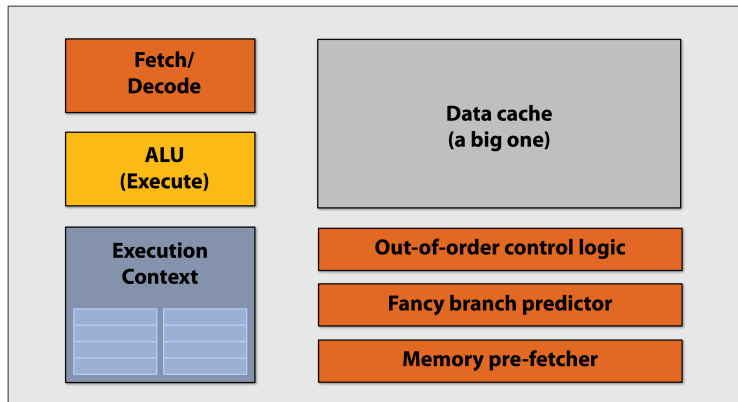 Fetch/
Decode
ALU
(Execute)
Execution
Context
Data cache
(a big one)
Out-of-order control logic
Fancy branch predictor
Memory pre-fetcher